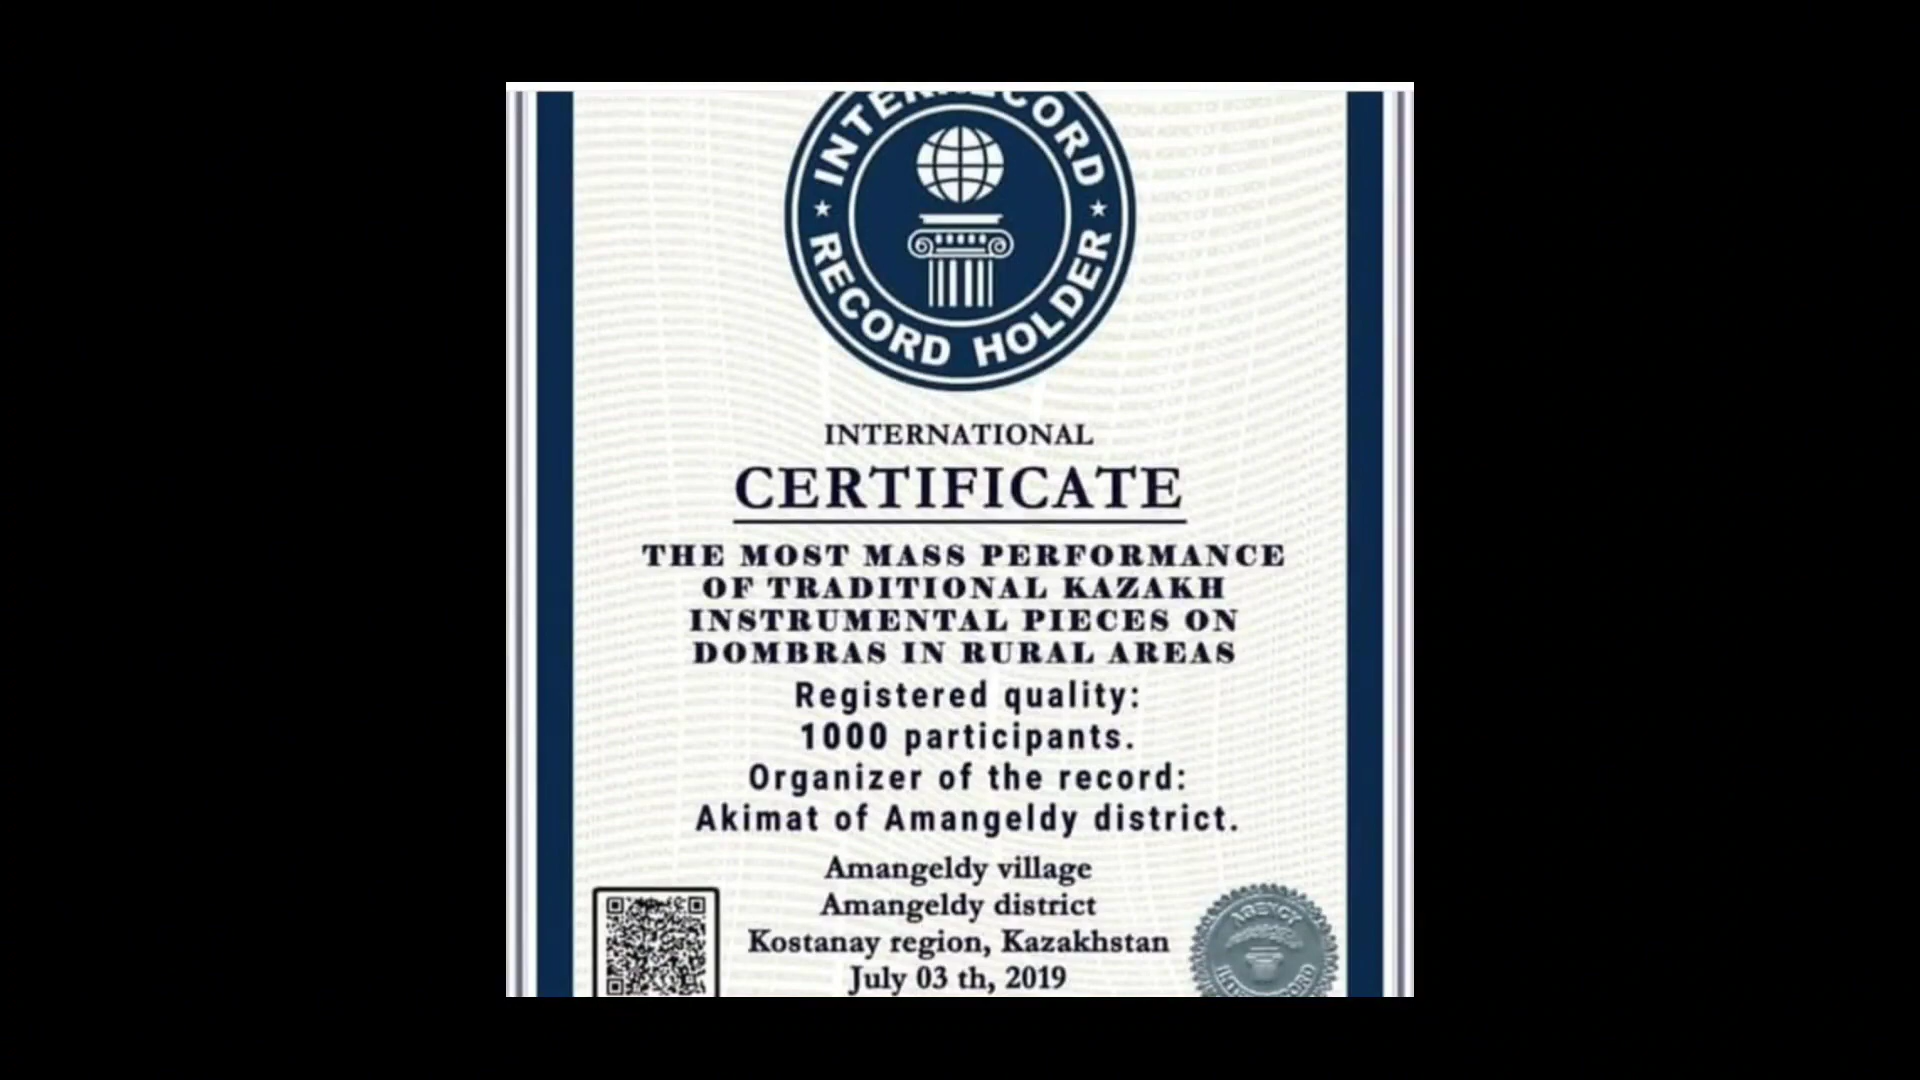 INTERRECORD
RECORD HOLDER
INTERNATIONAL
CERTIFICATE
THE MOST MASS PERFORMANCE
OF TRADITIONAL KAZAKH
INSTRUMENTAL PIECES ON
DOMBRAS IN RURAL AREAS
Registered quality:
1000 participants.
Organizer of the record:
Akimat of Amangeldy district.
Amangeldy village
Amangeldy district
Kostanay region, Kazakhstan
July 03 th, 2019
AGENCY